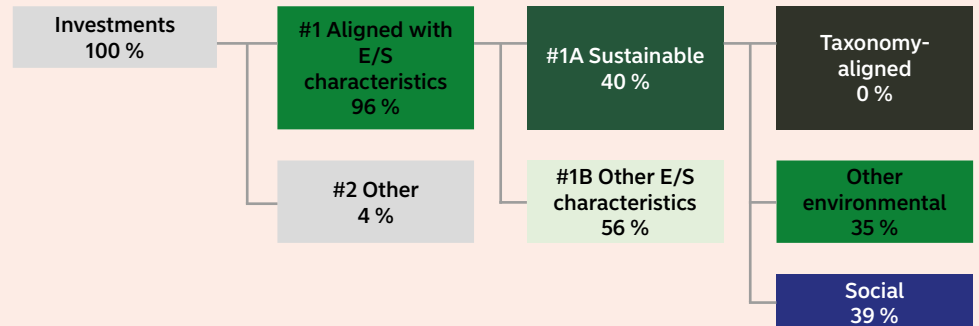 Investments
100 %
#1 Aligned with
E/S
characteristics
96 %
#1A Sustainable
40 %
Taxonomy-
aligned
0 %
#2 Other
4 %
#1B Other E/S
characteristics
56 %
Other
environmental
35 %
Social
39 %